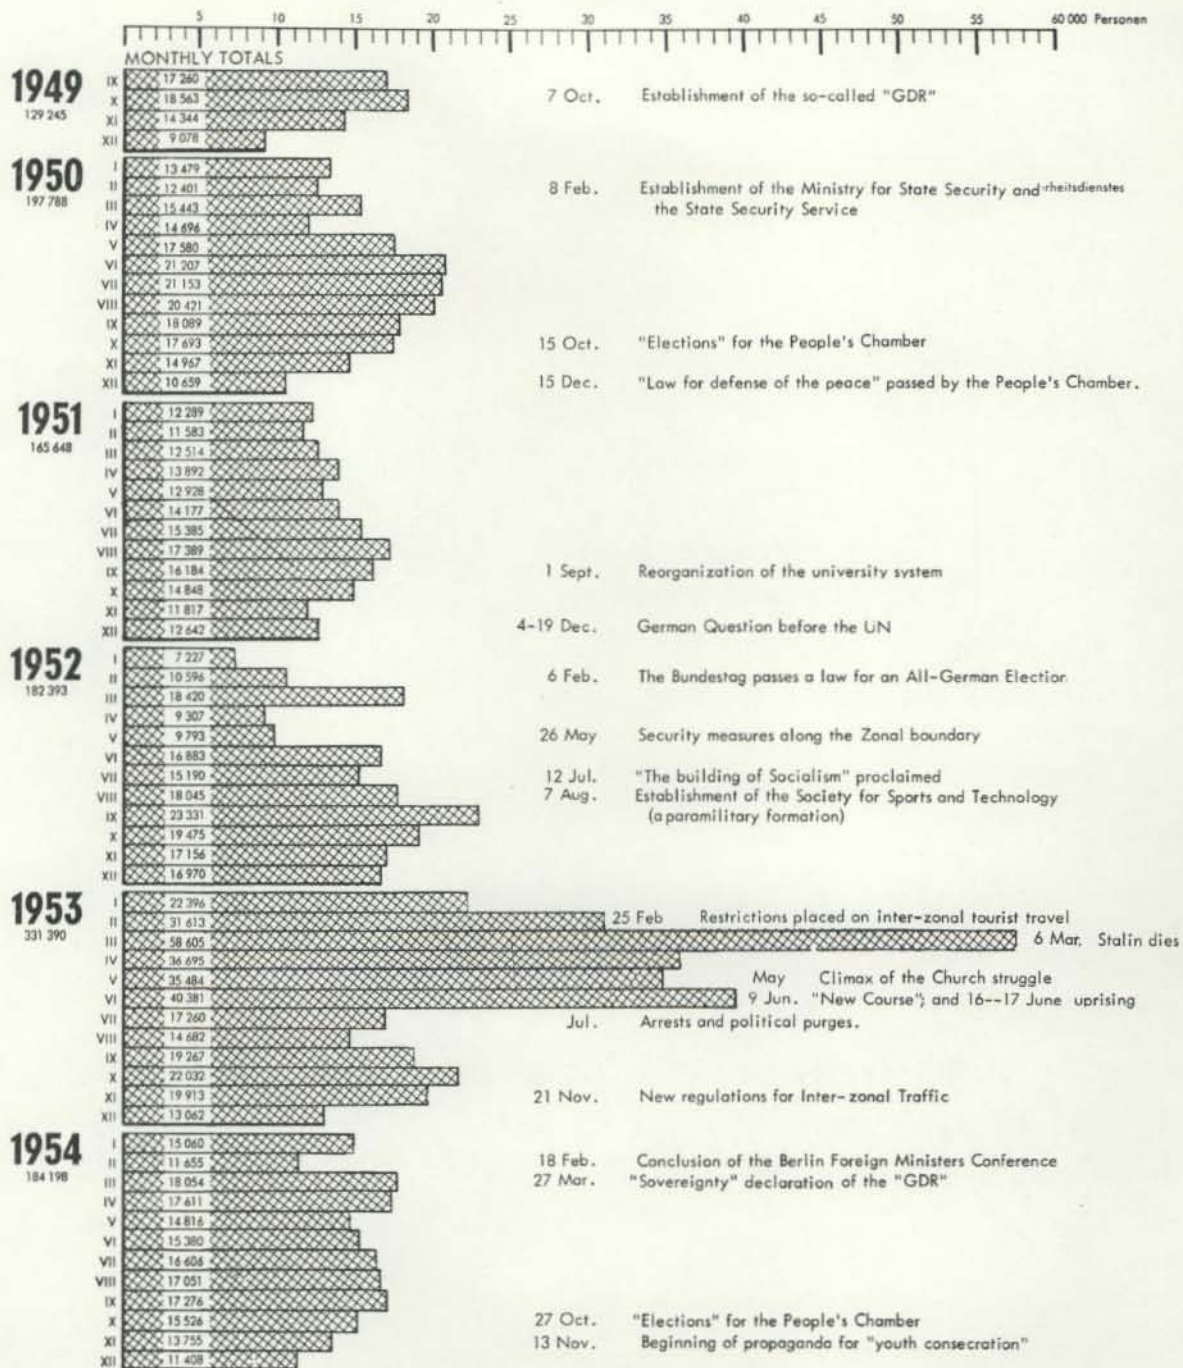 5 10 15 20 25 30 35 40 45 50 55 60 000 Personen
MONTHLY TOTALS
1949
129 245
IX 17 260
X 18 563 7 Oct. Establishment of the so-called "GDR"
XI 14 344
XII 9 078
1950
197 788
I 13 479
II 12 401 8 Feb. Establishment of the Ministry for State Security and rheitsdienstes
III 15 443 the State Security Service
IV 14 696
V 17 580
VI 21 207
VII 21 153
VIII 20 421
IX 18 089
X 17 693 15 Oct. "Elections" for the People's Chamber
XI 14 967
XII 10 659 15 Dec. "Law for defense of the peace" passed by the People's Chamber.
1951
165 648
I 12 289
II 11 583
III 12 514
IV 13 892
V 12 928
VI 14 177
VII 15 385
VIII 17 389
IX 16 184 1 Sept. Reorganization of the university system
X 14 848
XI 11 817
XII 12 642 4-19 Dec. German Question before the UN
1952
182 393
I 7 227
II 10 596 6 Feb. The Bundestag passes a law for an All-German Election
III 18 420
IV 9 307
V 9 793 26 May Security measures along the Zonal boundary
VI 16 883
VII 15 190 12 Jul. "The building of Socialism" proclaimed
VIII 18 045 7 Aug. Establishment of the Society for Sports and Technology
IX 23 331 (a paramilitary formation)
X 19 475
XI 17 156
XII 16 970
1953
331 390
I 22 396
II 31 613 25 Feb Restrictions placed on inter-zonal tourist travel
III 58 605 6 Mar. Stalin dies
IV 36 695
V 35 484 May Climax of the Church struggle
VI 40 381 9 Jun. "New Course"; and 16--17 June uprising
VII 17 260 Jul. Arrests and political purges.
VIII 14 682
IX 19 267
X 22 032
XI 19 913 21 Nov. New regulations for Inter-zonal Traffic
XII 13 062
1954
184 198
I 15 060
II 11 655 18 Feb. Conclusion of the Berlin Foreign Ministers Conference
III 18 054 27 Mar. "Sovereignty" declaration of the "GDR"
IV 17 611
V 14 816
VI 15 380
VII 16 606
VIII 17 051
IX 17 276
X 15 526 27 Oct. "Elections" for the People's Chamber
XI 13 755 13 Nov. Beginning of propaganda for "youth consecration"
XII 11 408